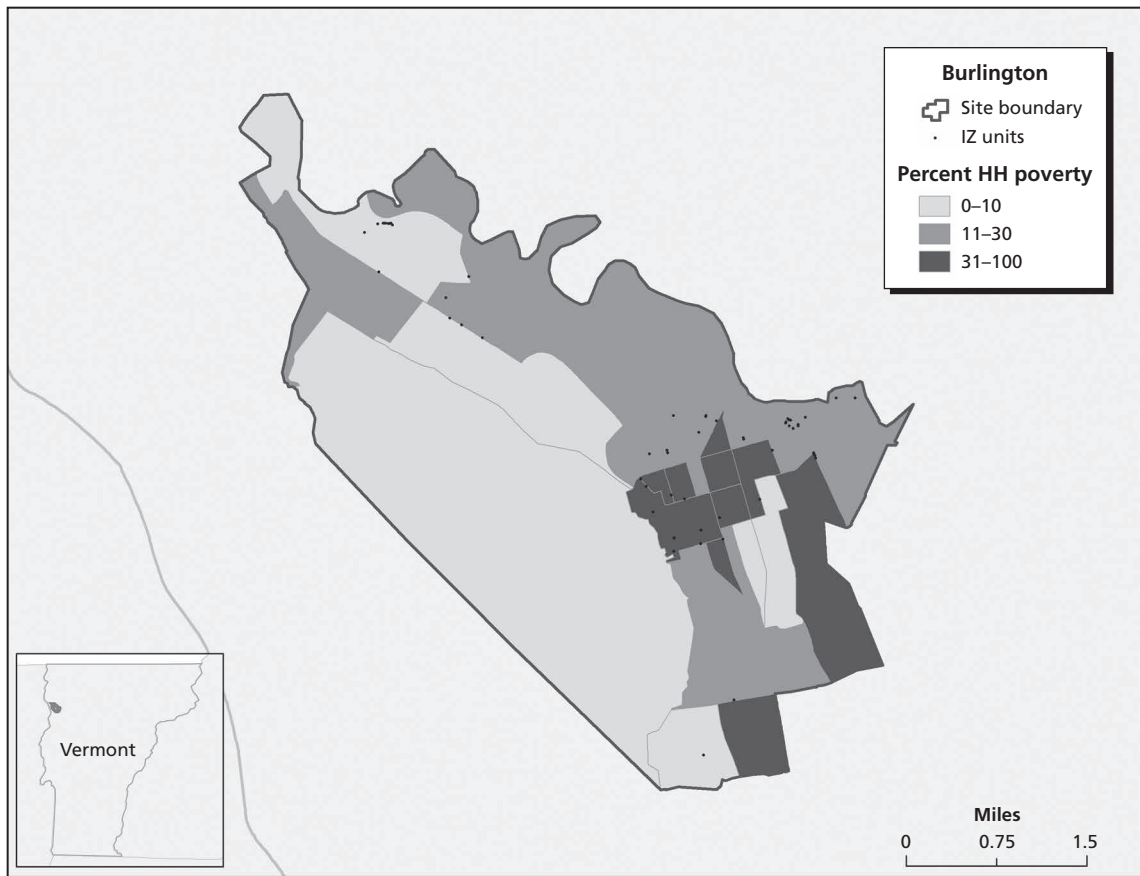 Burlington
Site boundary
IZ units
Percent HH poverty
0–10
11–30
31–100
Vermont
Miles
0 0.75 1.5